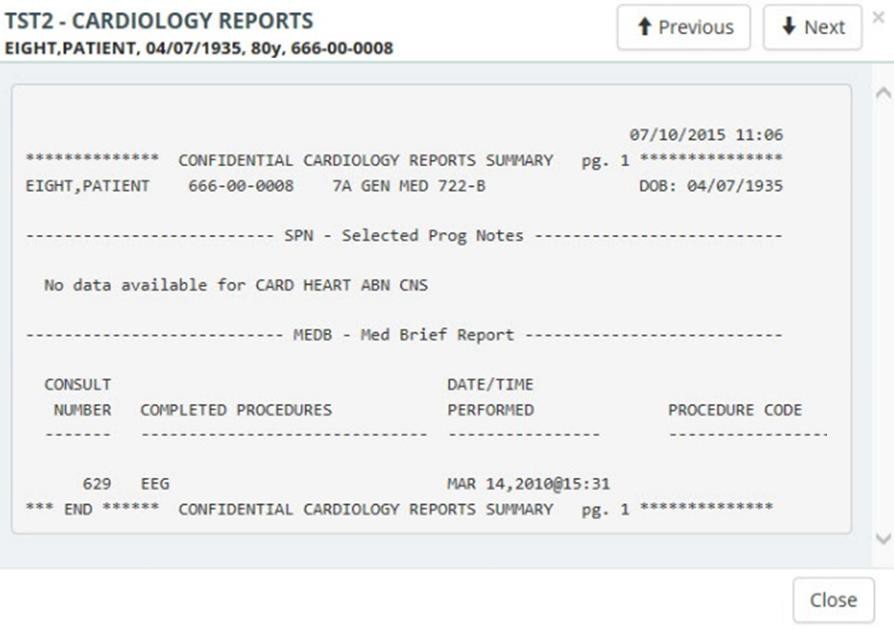 TST2 - CARDIOLOGY REPORTS
EIGHT,PATIENT, 04/07/1935, 80y, 666-00-0008
Previous
Next
07/10/2015 11:06
************** CONFIDENTIAL CARDIOLOGY REPORTS SUMMARY pg. 1 ***************
EIGHT,PATIENT 666-00-0008 7A GEN MED 722-B DOB: 04/07/1935
-------------------------- SPN - Selected Prog Notes --------------------------
No data available for CARD HEART ABN CNS
--------------------------- MEDB - Med Brief Report ---------------------------
CONSULT DATE/TIME
NUMBER COMPLETED PROCEDURES PERFORMED PROCEDURE CODE
------- ------------------------------ ---------------- -----------------
629 EEG MAR 14,2010@15:31
*** END ****** CONFIDENTIAL CARDIOLOGY REPORTS SUMMARY pg. 1 **************
Close